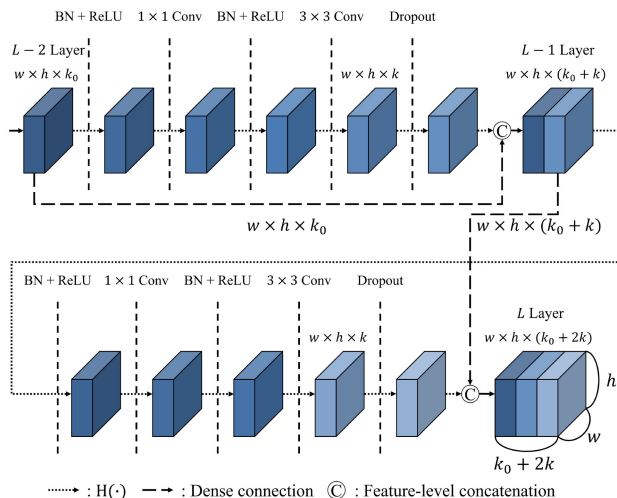 BN + ReLU 1 × 1 Conv BN + ReLU 3 × 3 Conv Dropout
L − 2 Layer L − 1 Layer
w × h × k₀ w × h × k w × h × (k₀ + k)
C
w × h × k₀ w × h × (k₀ + k)
BN + ReLU 1 × 1 Conv BN + ReLU 3 × 3 Conv Dropout
L Layer
w × h × k w × h × (k₀ + 2k)
h
C
w
k₀ + 2k
: H(·) : Dense connection C : Feature-level concatenation